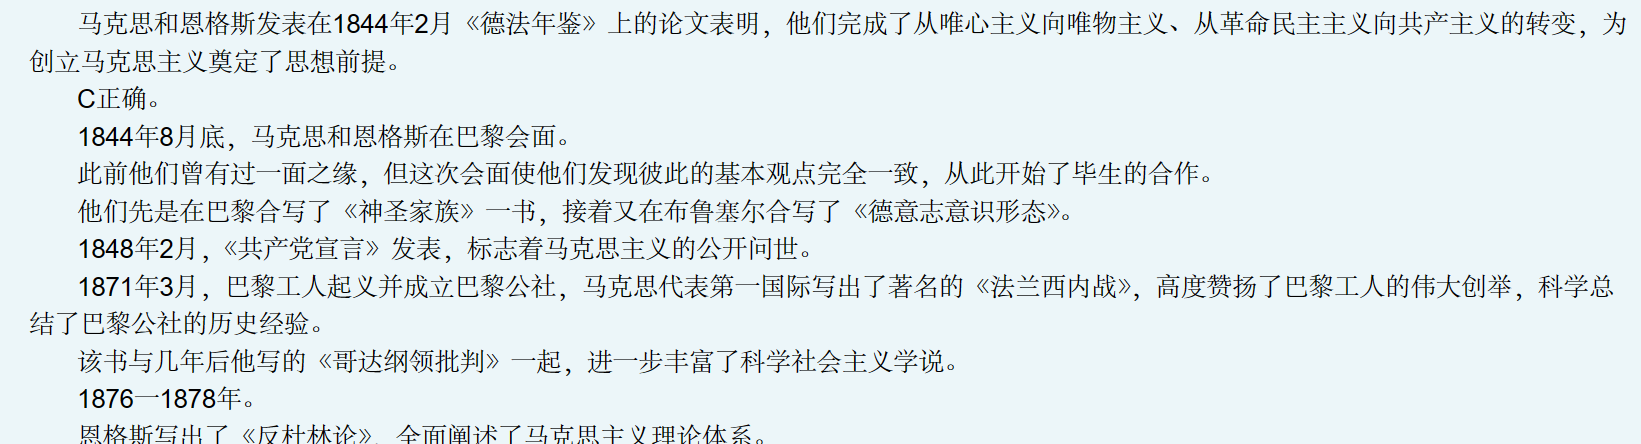 马克思和恩格斯发表在1844年2月《德法年鉴》上的论文表明，他们完成了从唯心主义向唯物主义、从革命民主主义向共产主义的转变，为
创立马克思主义奠定了思想前提。
C正确。
1844年8月底，马克思和恩格斯在巴黎会面。
此前他们曾有过一面之缘，但这次会面使他们发现彼此的基本观点完全一致，从此开始了毕生的合作。
他们先是在巴黎合写了《神圣家族》一书，接着又在布鲁塞尔合写了《德意志意识形态》。
1848年2月，《共产党宣言》发表，标志着马克思主义的公开问世。
1871年3月，巴黎工人起义并成立巴黎公社，马克思代表第一国际写出了著名的《法兰西内战》，高度赞扬了巴黎工人的伟大创举，科学总
结了巴黎公社的历史经验。
该书与几年后他写的《哥达纲领批判》一起，进一步丰富了科学社会主义学说。
1876一1878年。
恩格斯写出了《反杜林论》，全面阐述了马克思主义理论体系。